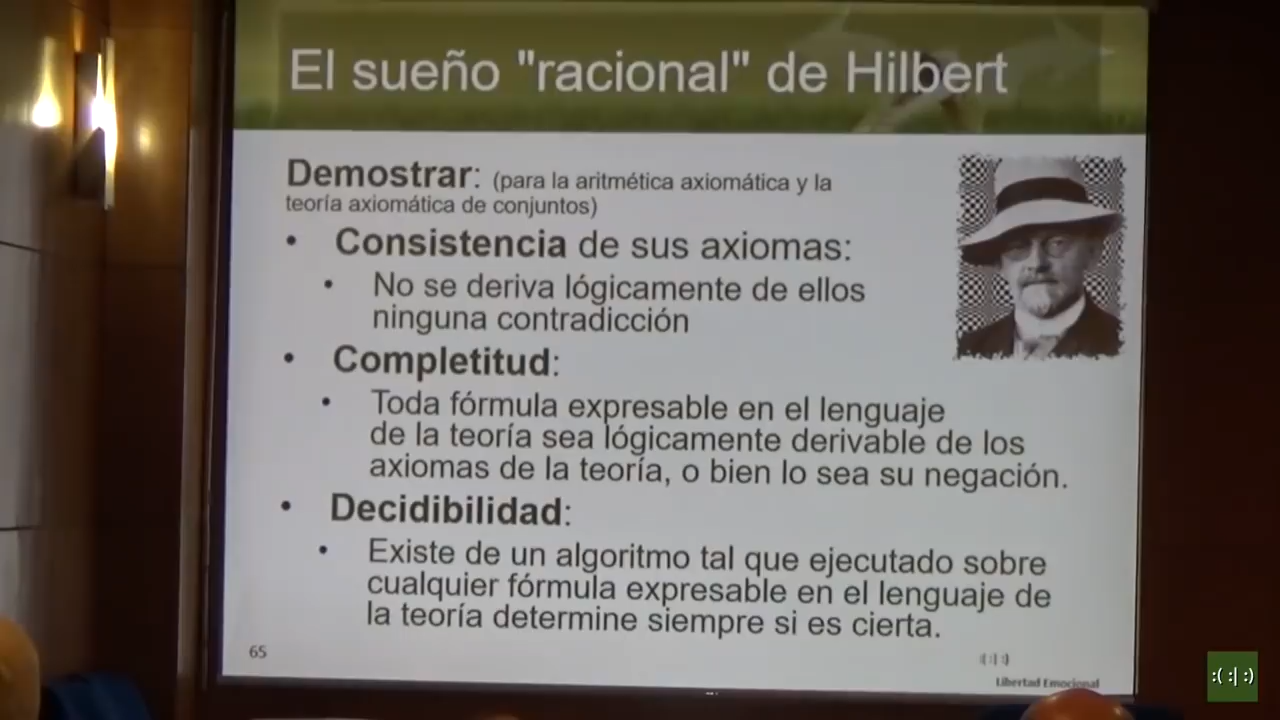 El sueño "racional" de Hilbert
Demostrar: (para la aritmética axiomática y la
teoría axiomática de conjuntos)
• Consistencia de sus axiomas:
• No se deriva lógicamente de ellos
ninguna contradicción
• Completitud:
• Toda fórmula expresable en el lenguaje
de la teoría sea lógicamente derivable de los
axiomas de la teoría, o bien lo sea su negación.
• Decidibilidad:
• Existe de un algoritmo tal que ejecutado sobre
cualquier fórmula expresable en el lenguaje de
la teoría determine siempre si es cierta.
65
:( :| :)
Libertad Emocional
:( :| :)